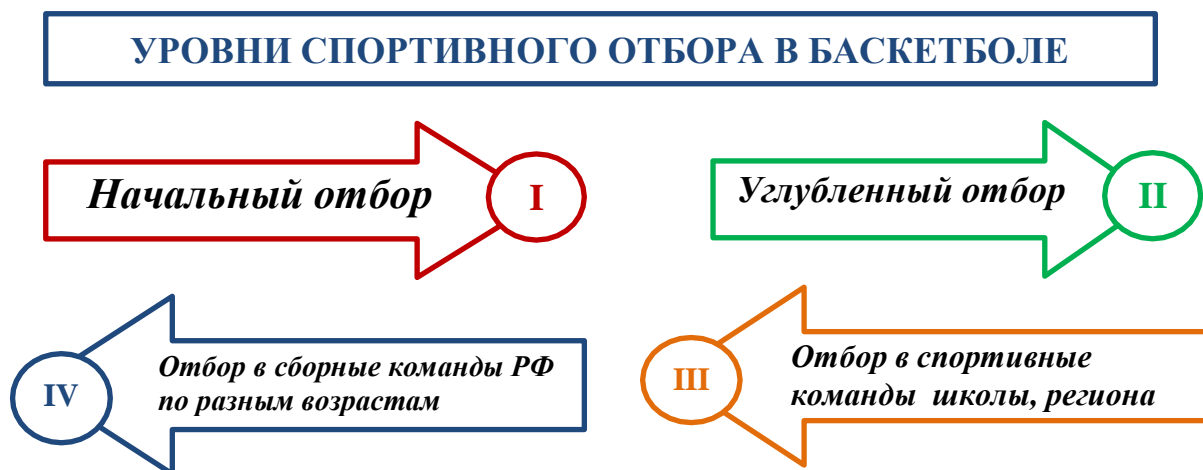 УРОВНИ СПОРТИВНОГО ОТБОРА В БАСКЕТБОЛЕ
Начальный отбор
I
Углубленный отбор
II
IV
Отбор в сборные команды РФ
по разным возрастам
III
Отбор в спортивные
команды школы, региона